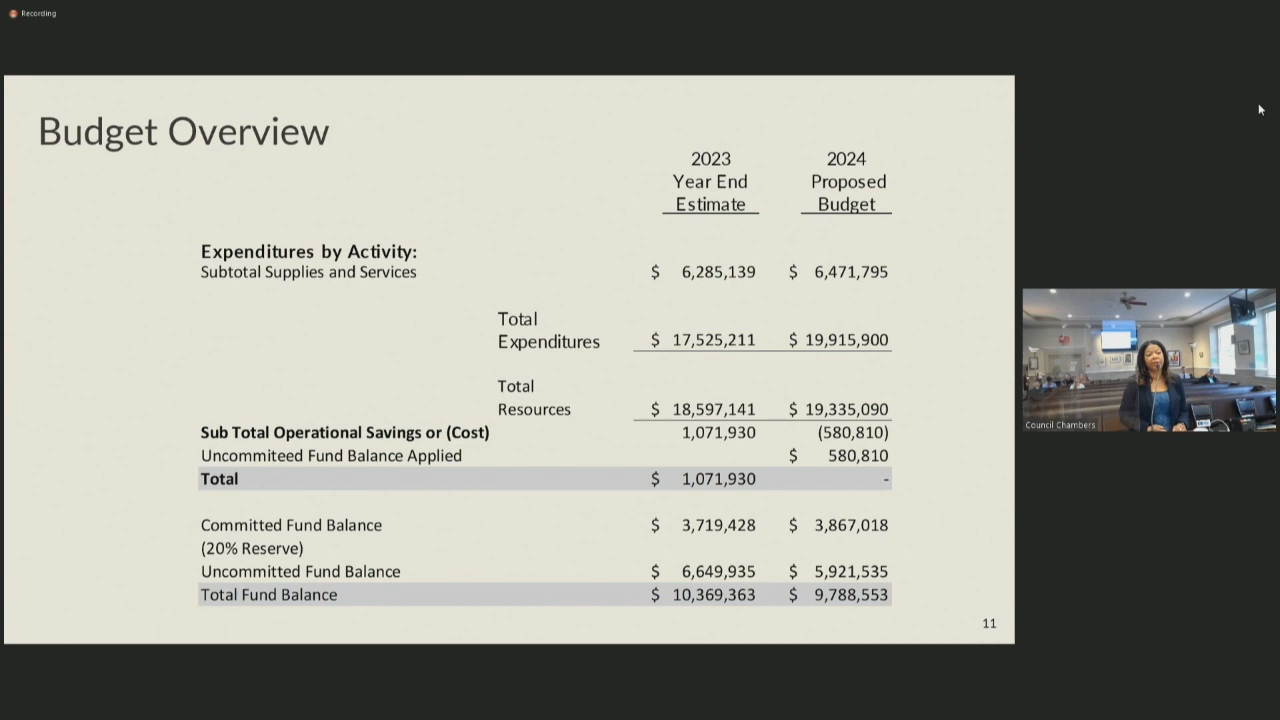 Recording
Budget Overview
2023 2024
Year End Proposed
Estimate Budget
Expenditures by Activity:
Subtotal Supplies and Services $ 6,285,139 $ 6,471,795
Total
Expenditures $ 17,525,211 $ 19,915,900
Total
Resources $ 18,597,141 $ 19,335,090
Sub Total Operational Savings or (Cost) 1,071,930 (580,810)
Uncommiteed Fund Balance Applied $ 580,810
Total $ 1,071,930 -
Committed Fund Balance $ 3,719,428 $ 3,867,018
(20% Reserve)
Uncommitted Fund Balance $ 6,649,935 $ 5,921,535
Total Fund Balance $ 10,369,363 $ 9,788,553
11
Council Chambers